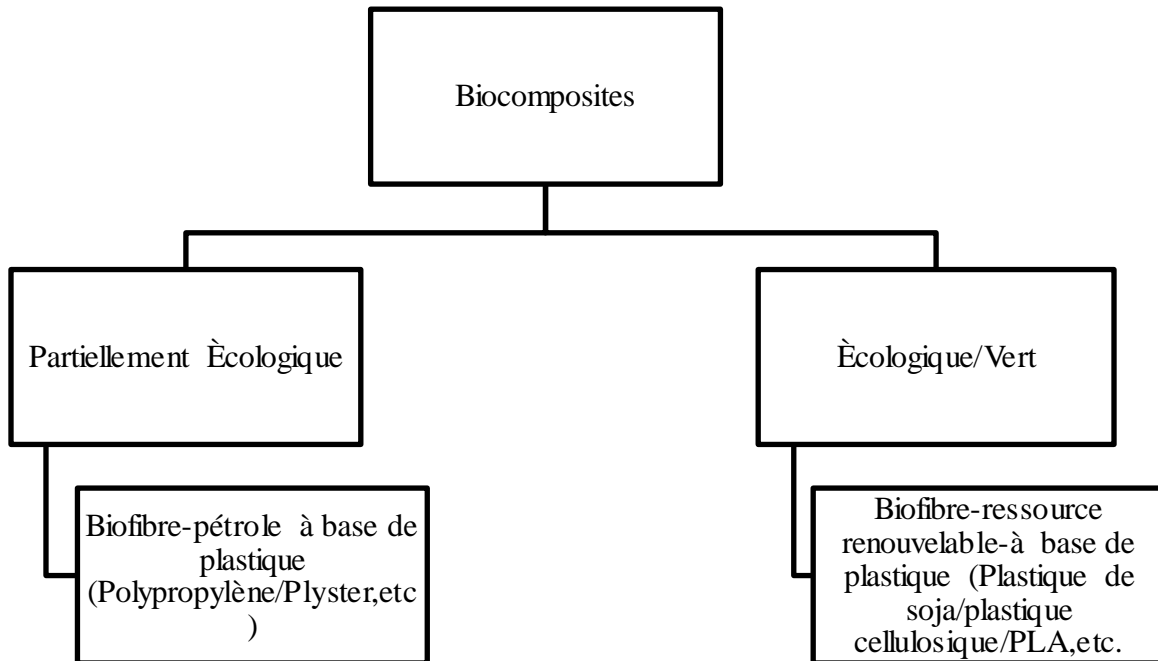 Biocomposites
Partiellement Ècologique
Ècologique/Vert
Biofibre-pétrole à base de
plastique
(Polypropylène/Plyster,etc
)
Biofibre-ressource
renouvelable-à base de
plastique (Plastique de
soja/plastique
cellulosique/PLA,etc.